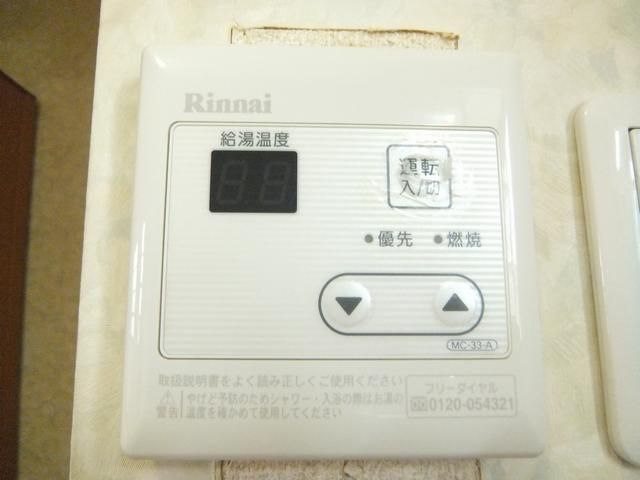 Rinnai
給湯温度
運転
入/切
優先 燃焼
MC-33-A
取扱説明書をよく読み正しくご使用ください
フリーダイヤル
0120-054321
警告
やけど予防のためシャワー・入浴の際はお湯の
温度を確かめて使用してください